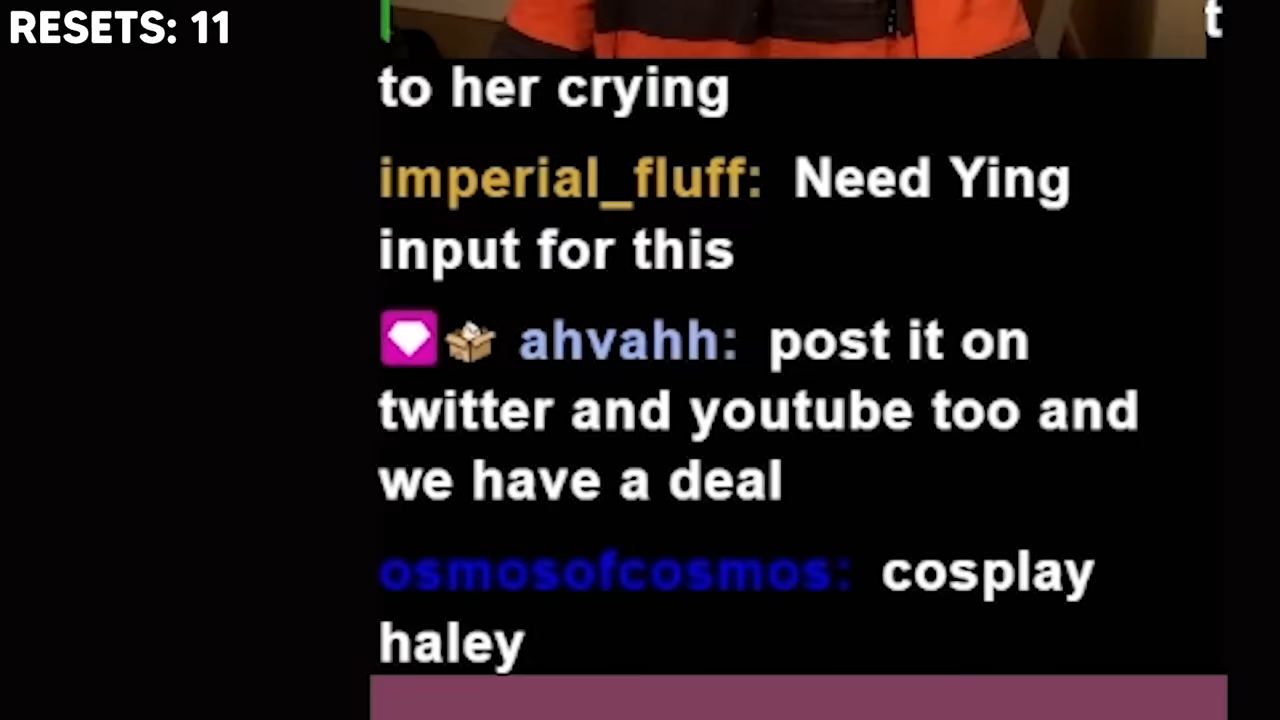 RESETS: 11
t
to her crying
imperial_fluff: Need Ying
input for this
ahvahh: post it on
twitter and youtube too and
we have a deal
osmosofcosmos: cosplay
haley